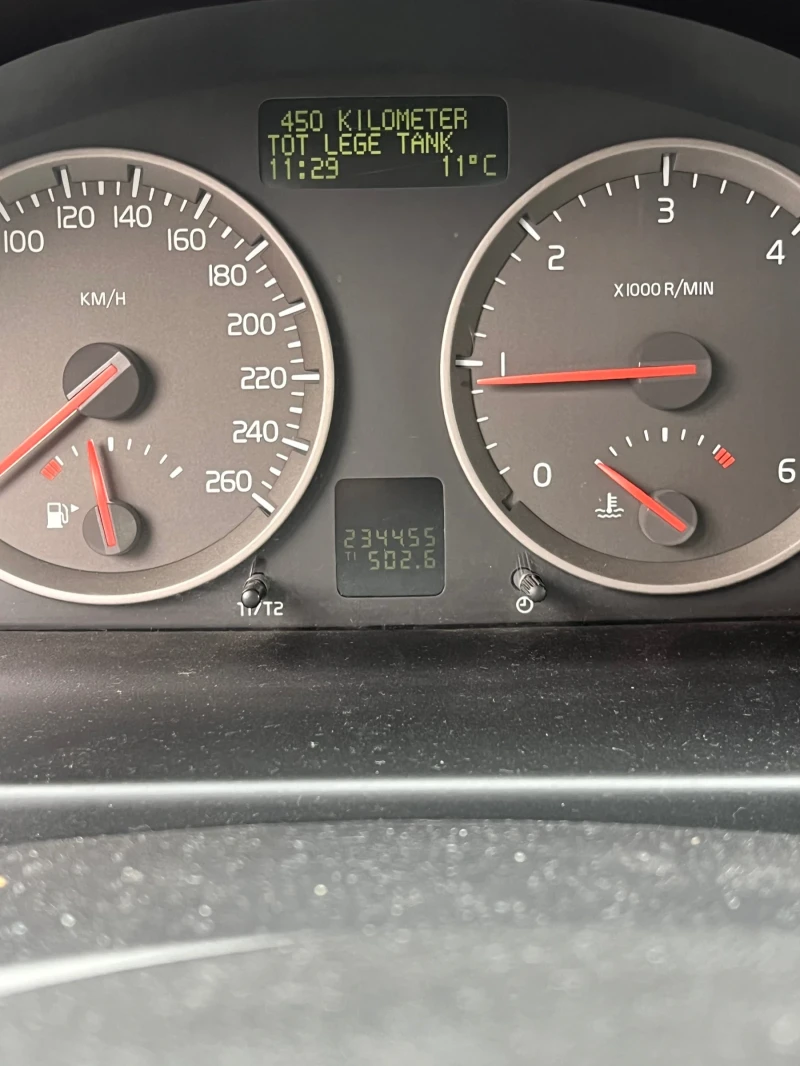 450 KILOMETER
TOT LEGE TANK
11:29 11°C
100
120
140
160
180
200
220
240
260
KM/H
0
1
2
3
4
6
X1000 R/MIN
234455
T1 502.6
T1/T2